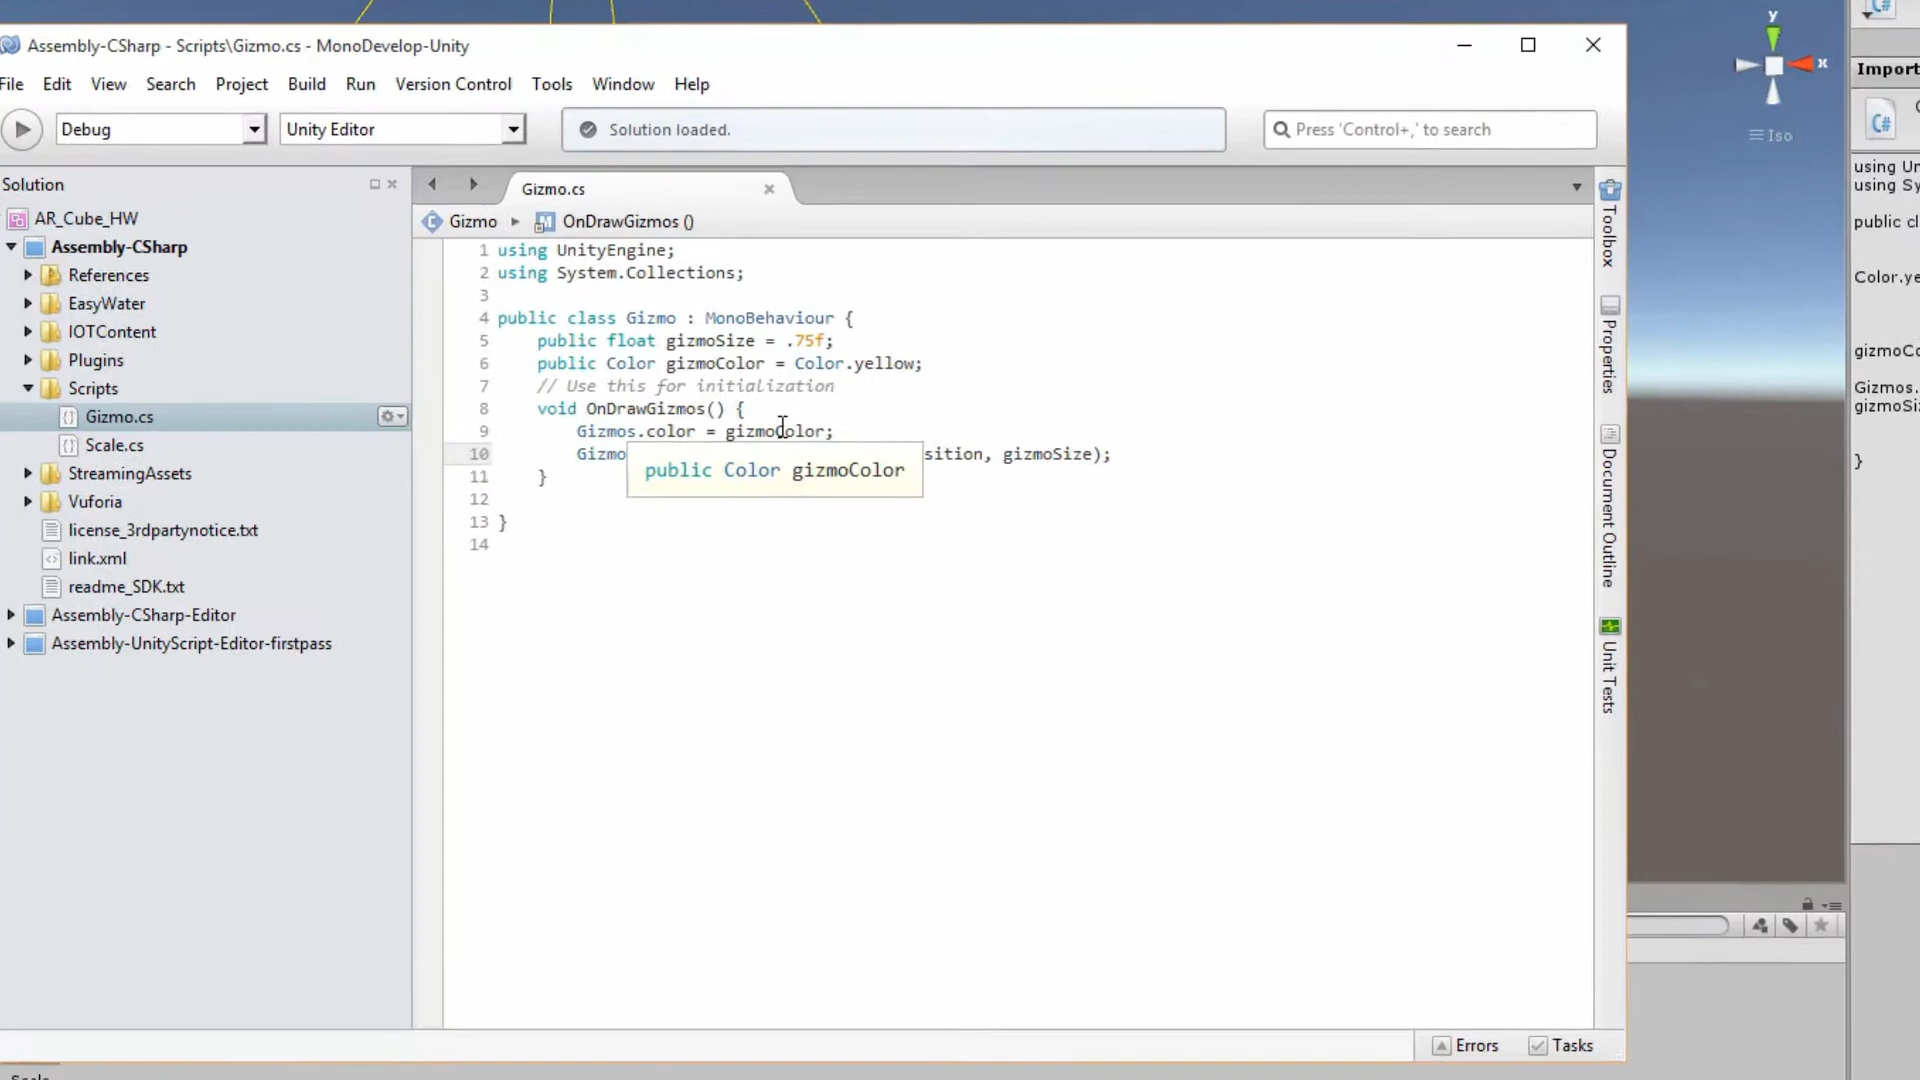 Assembly-CSharp - Scripts\Gizmo.cs - MonoDevelop-Unity
File Edit View Search Project Build Run Version Control Tools Window Help
Debug
Unity Editor
Solution loaded.
Press 'Control+,' to search
Solution
AR_Cube_HW
Assembly-CSharp
References
EasyWater
IOTContent
Plugins
Scripts
Gizmo.cs
Scale.cs
StreamingAssets
Vuforia
license_3rdpartynotice.txt
link.xml
readme_SDK.txt
Assembly-CSharp-Editor
Assembly-UnityScript-Editor-firstpass
Gizmo.cs
Gizmo OnDrawGizmos ()
1 using UnityEngine;
2 using System.Collections;
3
4 public class Gizmo : MonoBehaviour {
5 public float gizmoSize = .75f;
6 public Color gizmoColor = Color.yellow;
7 // Use this for initialization
8 void OnDrawGizmos() {
9 Gizmos.color = gizmoColor;
10 Gizmo sition, gizmoSize);
public Color gizmoColor
11 }
12
13 }
14
Toolbox
Properties
Document Outline
Unit Tests
Errors
Tasks
y
x
Iso
Import
C#
using Un
using Sy
public cl
Color.ye
gizmoCo
Gizmos.
gizmoSiz
}